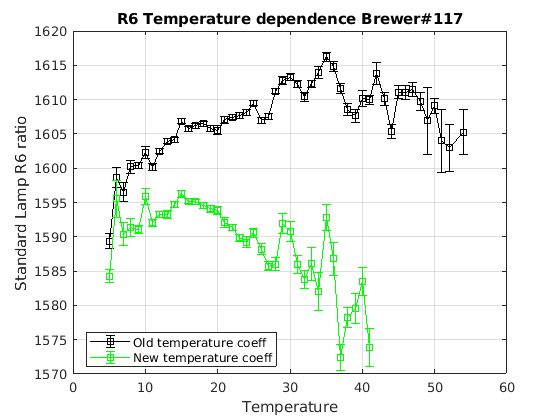 R6 Temperature dependence Brewer#117
Standard Lamp R6 ratio
1620
1615
1610
1605
1600
1595
1590
1585
1580
1575
1570
Old temperature coeff
New temperature coeff
0 10 20 30 40 50 60
Temperature